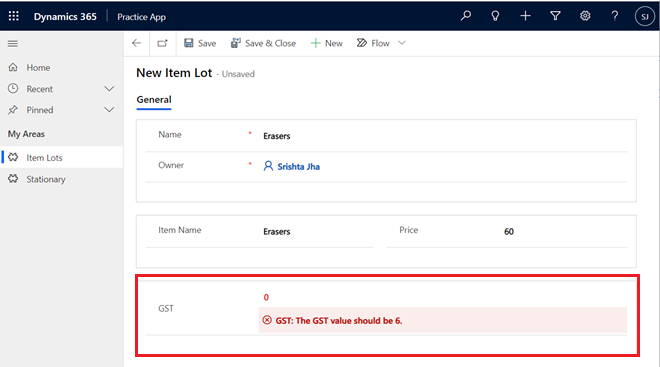 Dynamics 365 Practice App SJ
Save Save & Close New Flow
Home
Recent
Pinned
My Areas
Item Lots
Stationary
New Item Lot - Unsaved
General
Name * Erasers
Owner * Srishta Jha
Item Name Erasers Price 60
GST 0
GST: The GST value should be 6.